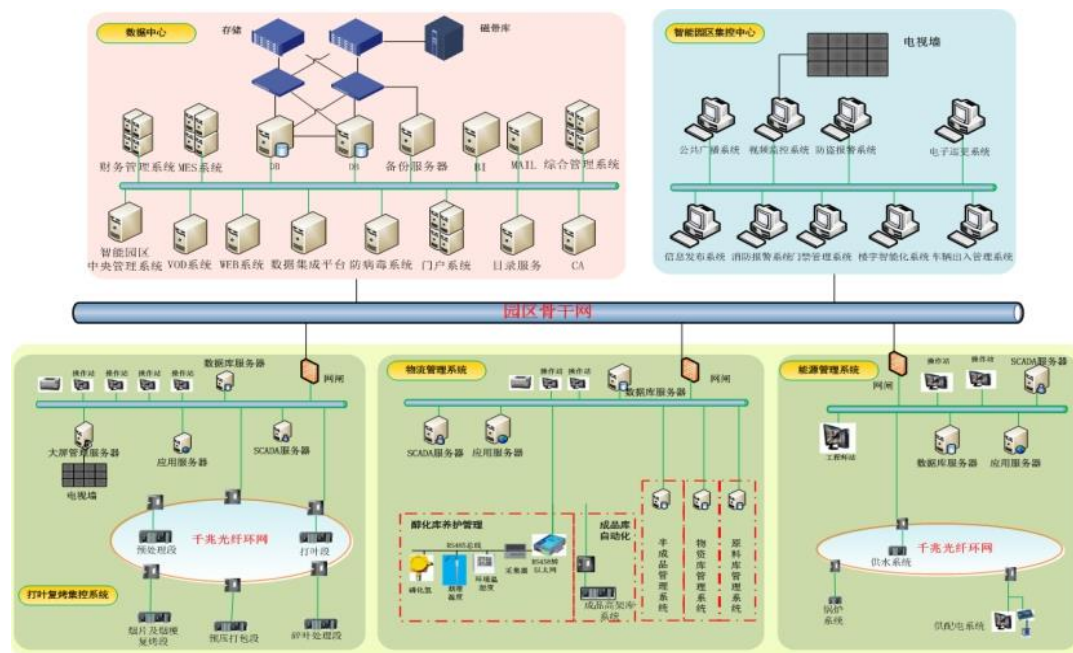 数据中心
存储
磁带库
财务管理系统
MES系统
DB
DB
备份服务器
BI
MAIL
综合管理系统
智能园区
中央管理系统
VOD系统
WEB系统
数据集成平台
防病毒系统
门户系统
目录服务
CA
智能园区集控中心
电视墙
公共广播系统
视频监控系统
防盗报警系统
电子巡更系统
信息发布系统
消防报警系统
门禁管理系统
楼宇智能化系统
车辆出入管理系统
园区骨干网
操作站
操作站
操作站
操作站
数据库服务器
网闸
大屏管理服务器
电视墙
应用服务器
SCADA服务器
千兆光纤环网
预处理段
打叶段
打叶复烤集控系统
烟片及烟梗
复烤段
预压打包段
碎叶处理段
物流管理系统
操作站
操作站
数据库服务器
网闸
SCADA服务器
应用服务器
醇化库养护管理
RS485总线
磷化氢
烟堆
温度
环境温
湿度
采集器
以太网
成品库
自动化
成品高架库
系统
半成品管理系统
物资库管理系统
原料库管理系统
能源管理系统
网闸
操作站
操作站
SCADA服务器
工程师站
数据库服务器
应用服务器
千兆光纤环网
供水系统
锅炉
系统
供配电系统